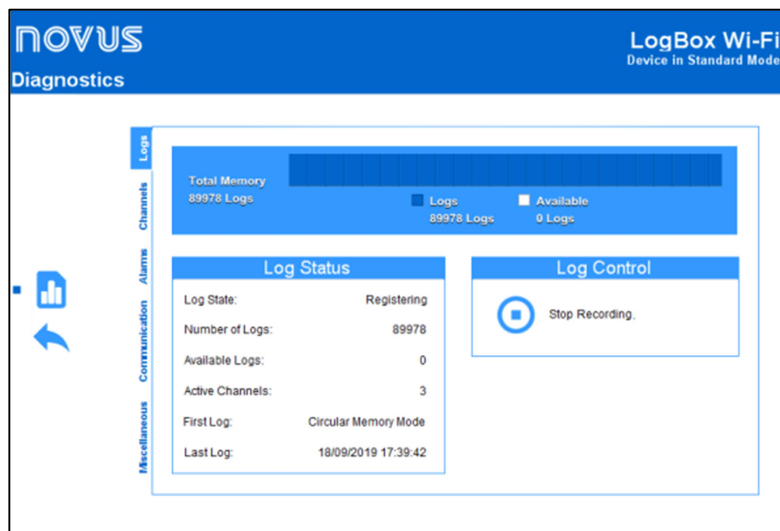 NOVUS
LogBox Wi-Fi
Device in Standard Mode
Diagnostics
Logs
Channels
Alarms
Communication
Miscellaneous
Total Memory
89978 Logs
Logs
89978 Logs
Available
0 Logs
Log Status
Log State: Registering
Number of Logs: 89978
Available Logs: 0
Active Channels: 3
First Log: Circular Memory Mode
Last Log: 18/09/2019 17:39:42
Log Control
Stop Recording.